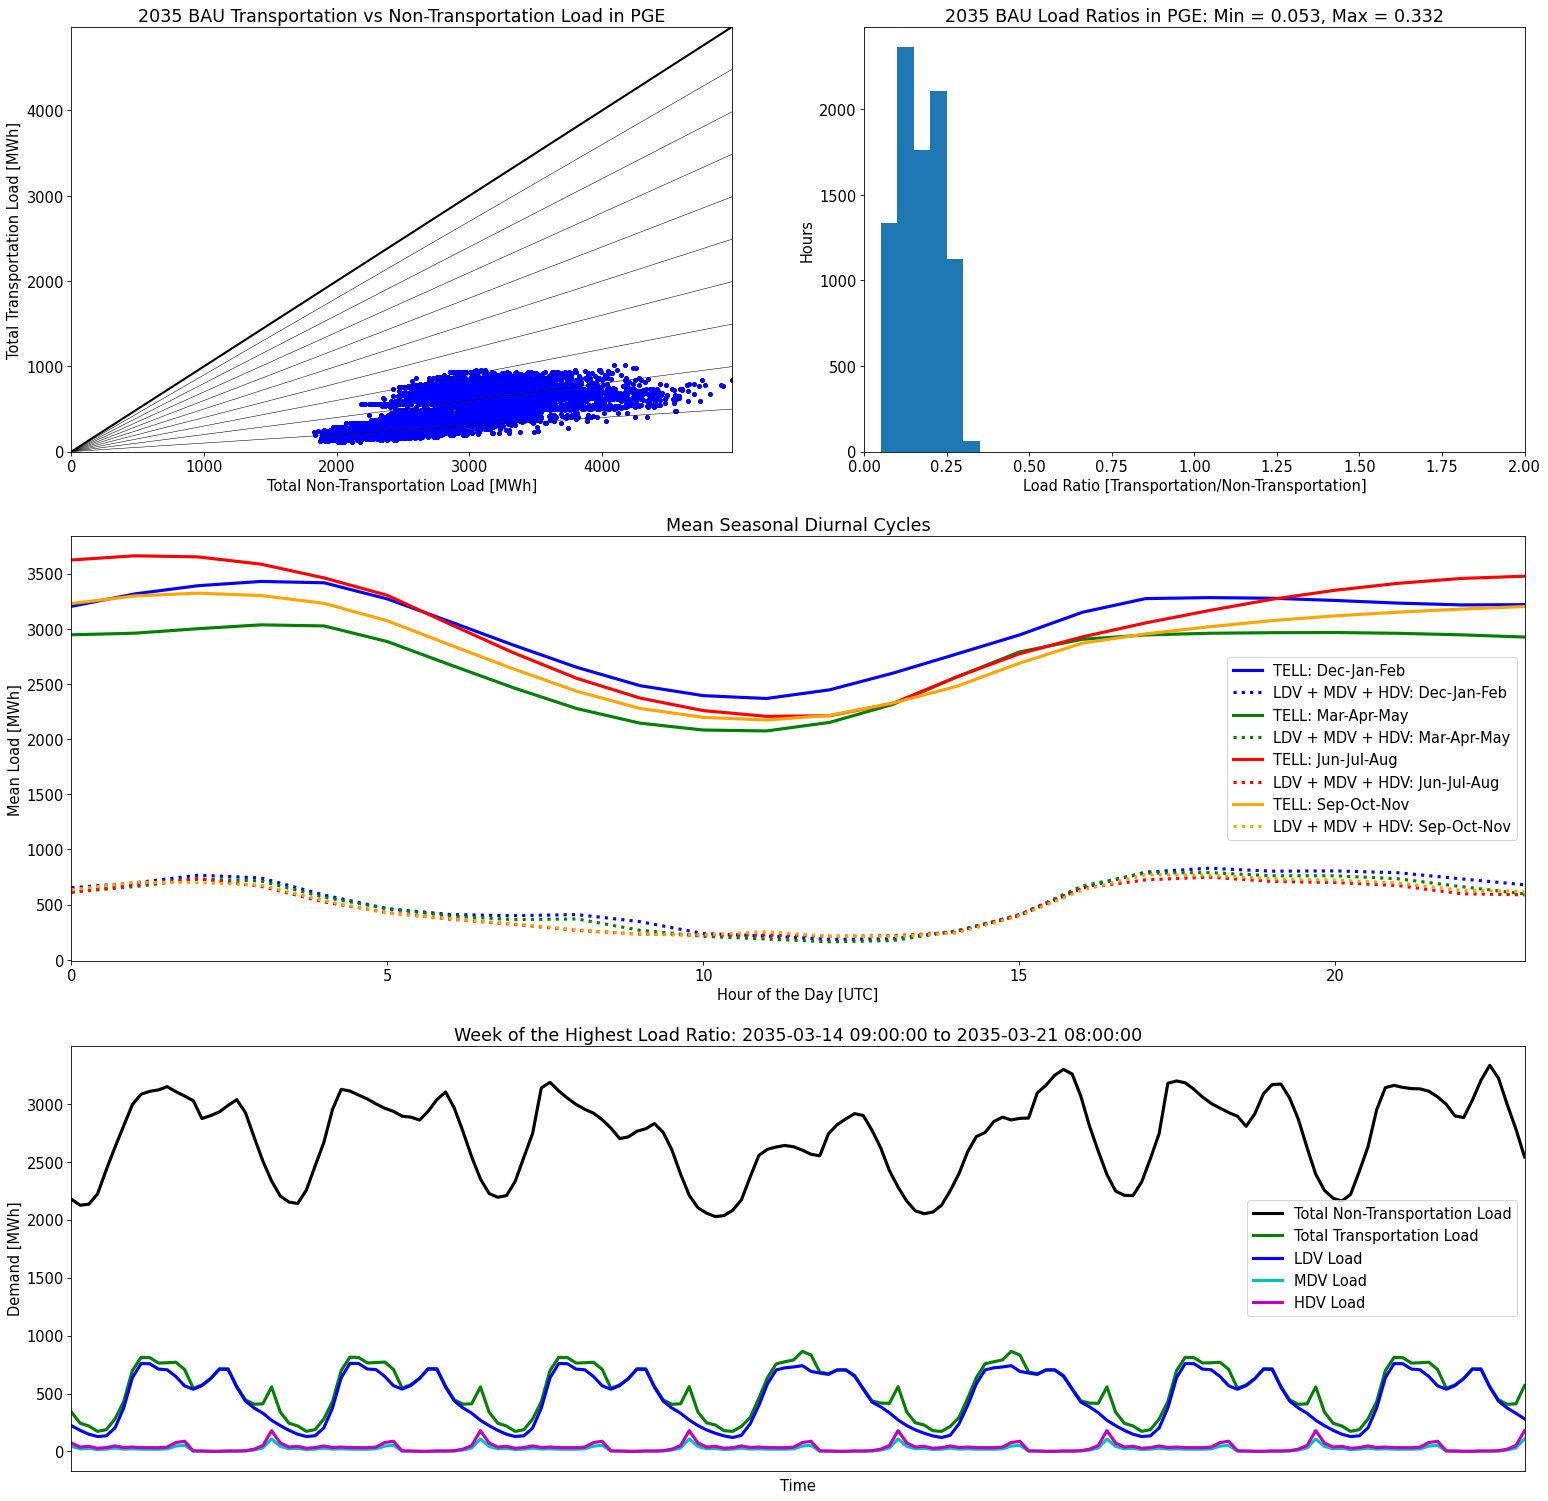 2035 BAU Transportation vs Non-Transportation Load in PGE
Total Transportation Load [MWh]
4000
3000
2000
1000
0
0 1000 2000 3000 4000
Total Non-Transportation Load [MWh]
2035 BAU Load Ratios in PGE: Min = 0.053, Max = 0.332
Hours
2000
1500
1000
500
0
0.00 0.25 0.50 0.75 1.00 1.25 1.50 1.75 2.00
Load Ratio [Transportation/Non-Transportation]
Mean Seasonal Diurnal Cycles
Mean Load [MWh]
3500
3000
2500
2000
1500
1000
500
0
TELL: Dec-Jan-Feb
LDV + MDV + HDV: Dec-Jan-Feb
TELL: Mar-Apr-May
LDV + MDV + HDV: Mar-Apr-May
TELL: Jun-Jul-Aug
LDV + MDV + HDV: Jun-Jul-Aug
TELL: Sep-Oct-Nov
LDV + MDV + HDV: Sep-Oct-Nov
0 5 10 15 20
Hour of the Day [UTC]
Week of the Highest Load Ratio: 2035-03-14 09:00:00 to 2035-03-21 08:00:00
Demand [MWh]
3000
2500
2000
1500
1000
500
0
Total Non-Transportation Load
Total Transportation Load
LDV Load
MDV Load
HDV Load
Time